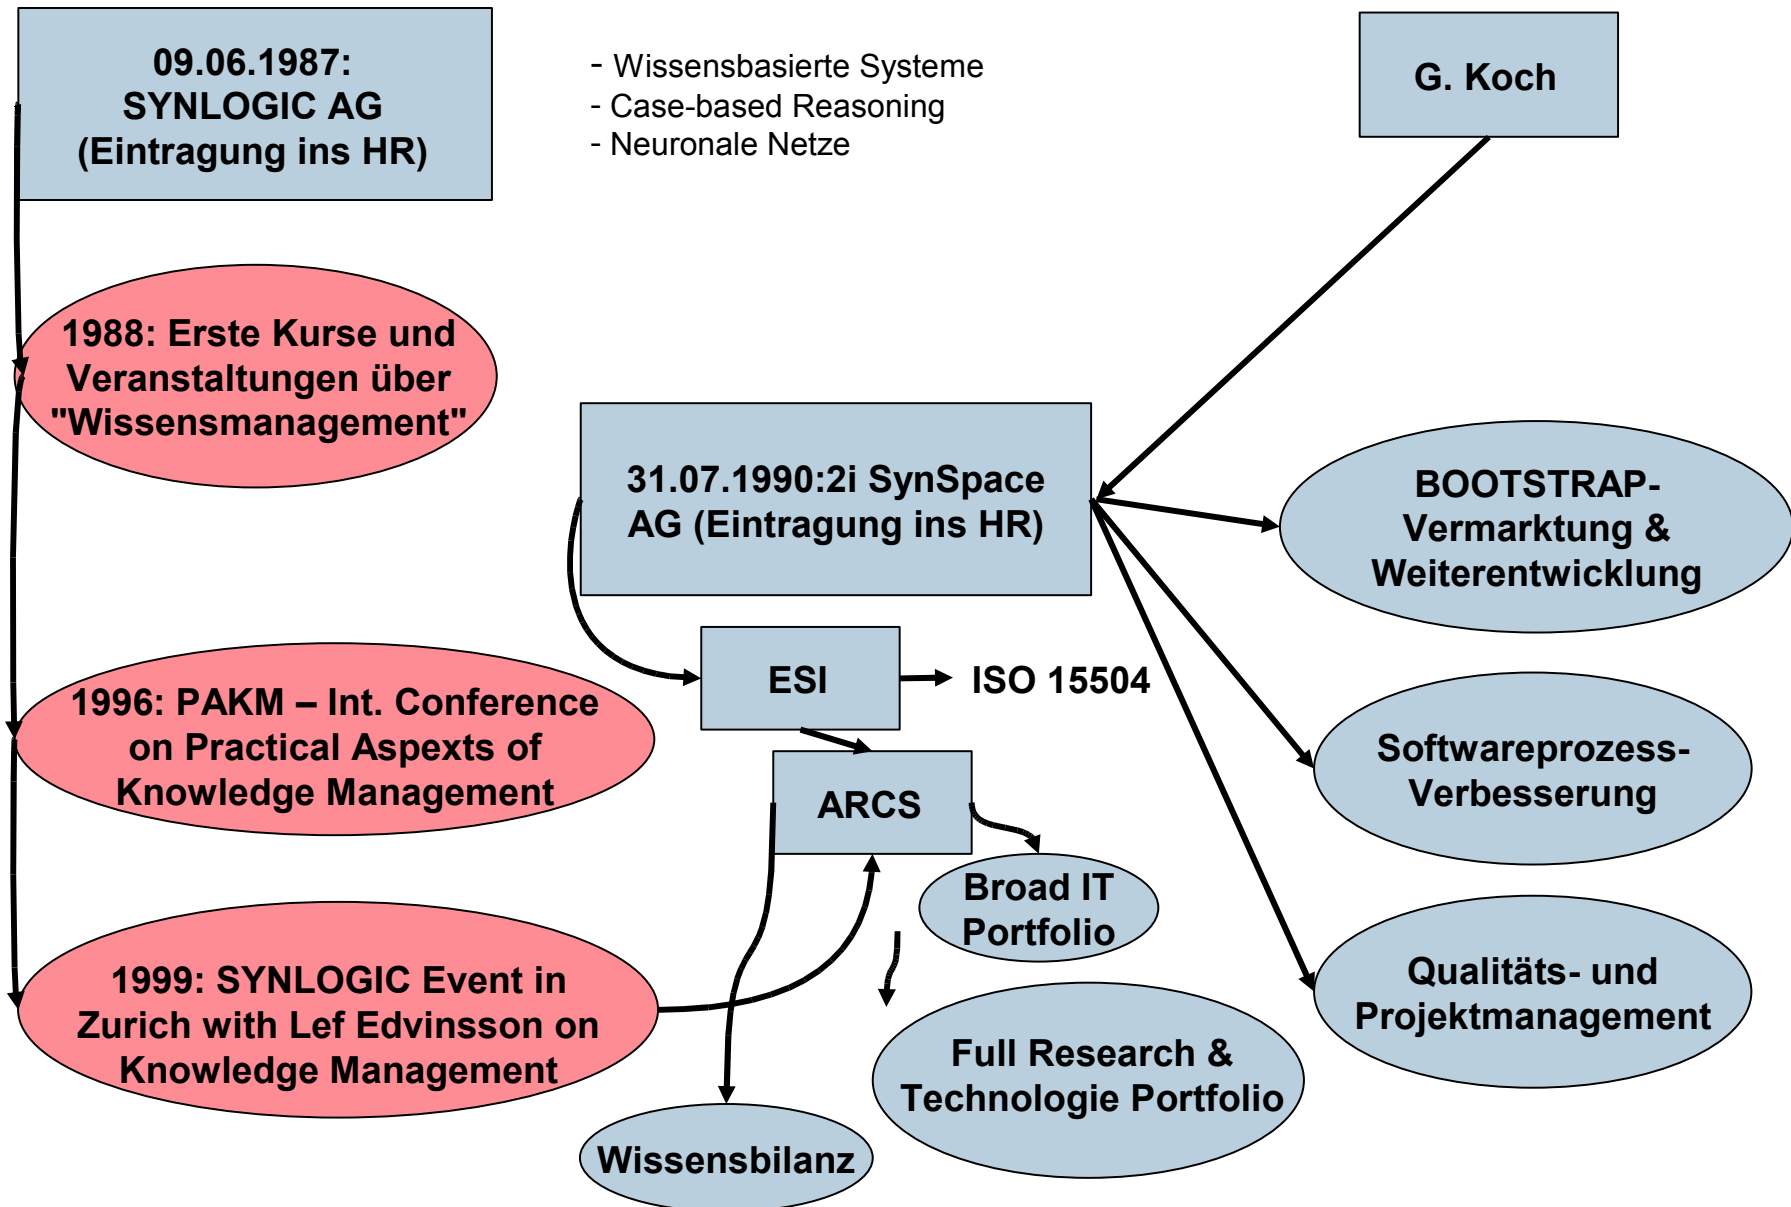 09.06.1987:
SYNLOGIC AG
(Eintragung ins HR)
- Wissensbasierte Systeme
- Case-based Reasoning
- Neuronale Netze
G. Koch
1988: Erste Kurse und
Veranstaltungen über
"Wissensmanagement"
31.07.1990:2i SynSpace
AG (Eintragung ins HR)
BOOTSTRAP-
Vermarktung &
Weiterentwicklung
ESI
ISO 15504
1996: PAKM – Int. Conference
on Practical Aspexts of
Knowledge Management
Softwareprozess-
Verbesserung
ARCS
Broad IT
Portfolio
1999: SYNLOGIC Event in
Zurich with Lef Edvinsson on
Knowledge Management
Qualitäts- und
Projektmanagement
Full Research &
Technologie Portfolio
Wissensbilanz